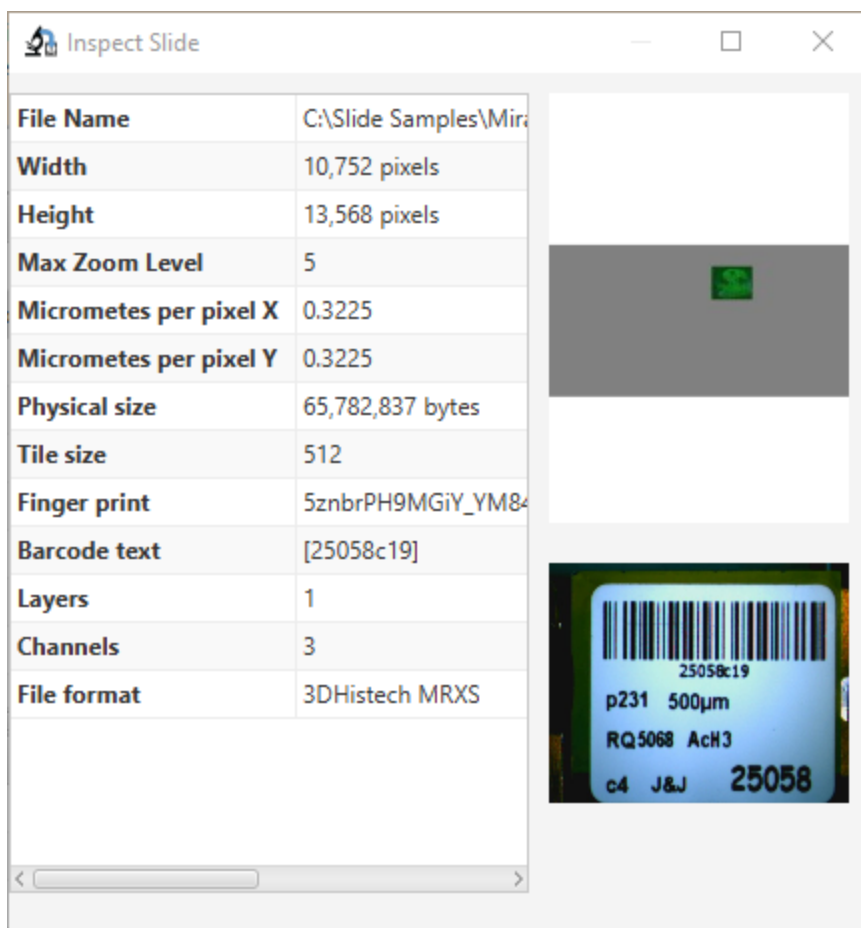 Inspect Slide
File Name C:\Slide Samples\Mira
Width 10,752 pixels
Height 13,568 pixels
Max Zoom Level 5
Micrometes per pixel X 0.3225
Micrometes per pixel Y 0.3225
Physical size 65,782,837 bytes
Tile size 512
Finger print 5znbrPH9MGiY_YM84
Barcode text [25058c19]
Layers 1
Channels 3
File format 3DHistech MRXS
25058c19
p231 500µm
RQ5068 AcH3
c4 J&J 25058